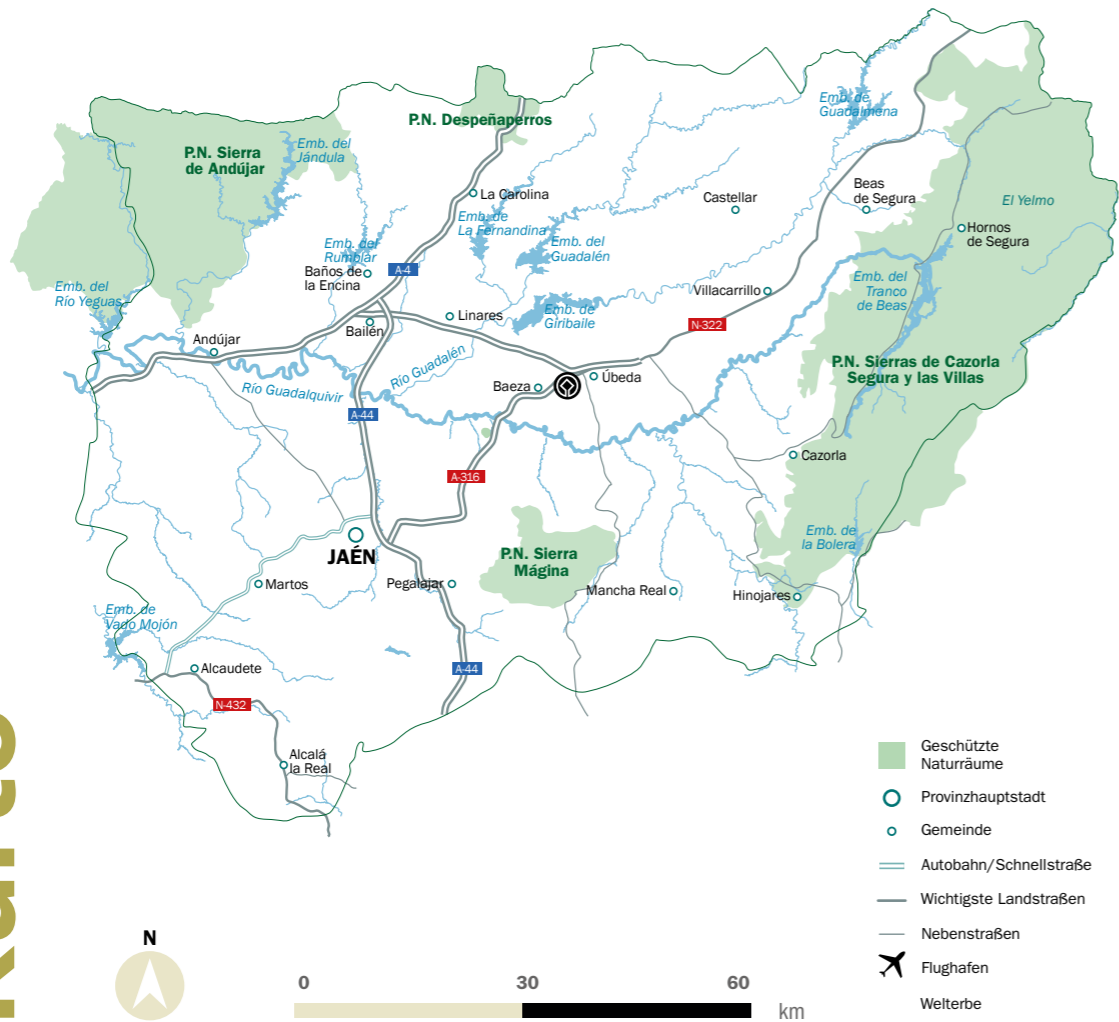 P.N. Despeñaperros
Emb. de
Guadalmena
P.N. Sierra
de Andújar
Emb. del
Jándula
La Carolina
Castellar
Beas
de Segura
El Yelmo
Emb. de
La Fernandina
Hornos
de Segura
Emb. del
Rumblar
Emb. del
Guadalén
Baños de
la Encina
A-4
Emb. del
Río Yeguas
Emb. del
Tranco
de Beas
Villacarrillo
Emb. de
Giribaile
Linares
Bailén
N-322
Andújar
Río Guadalén
P.N. Sierras de Cazorla
Segura y las Villas
Baeza
Úbeda
Río Guadalquivir
A-44
Cazorla
A-316
JAÉN
Emb. de
la Bolera
P.N. Sierra
Mágina
Martos
Pegalajar
Mancha Real
Hinojares
Emb. de
Vado Mojón
Alcaudete
A-44
N-432
Alcalá
la Real
Karte
Geschützte
Naturräume
Provinzhauptstadt
Gemeinde
Autobahn/Schnellstraße
Wichtigste Landstraßen
Nebenstraßen
Flughafen
Welterbe
N
0 30 60
km